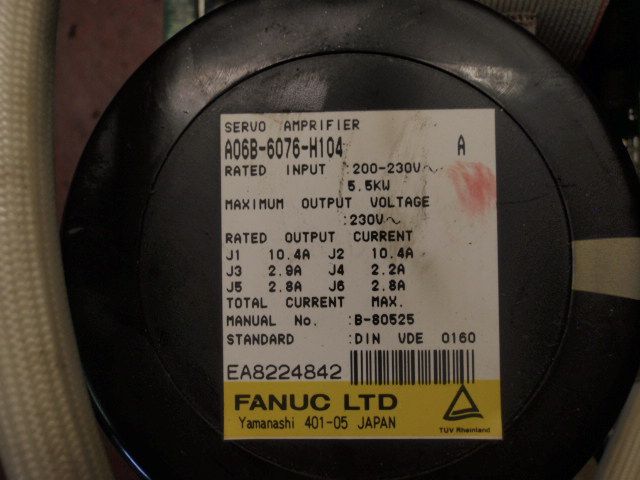 SERVO AMPRIFIER
A06B-6076-H104 A
RATED INPUT :200-230V~
5.5KW
MAXIMUM OUTPUT VOLTAGE
:230V~
RATED OUTPUT CURRENT
J1 10.4A J2 10.4A
J3 2.9A J4 2.2A
J5 2.8A J6 2.8A
TOTAL CURRENT MAX.
MANUAL No. :B-80525
STANDARD :DIN VDE 0160
EA8224842
FANUC LTD
Yamanashi 401-05 JAPAN
TUV Rheinland